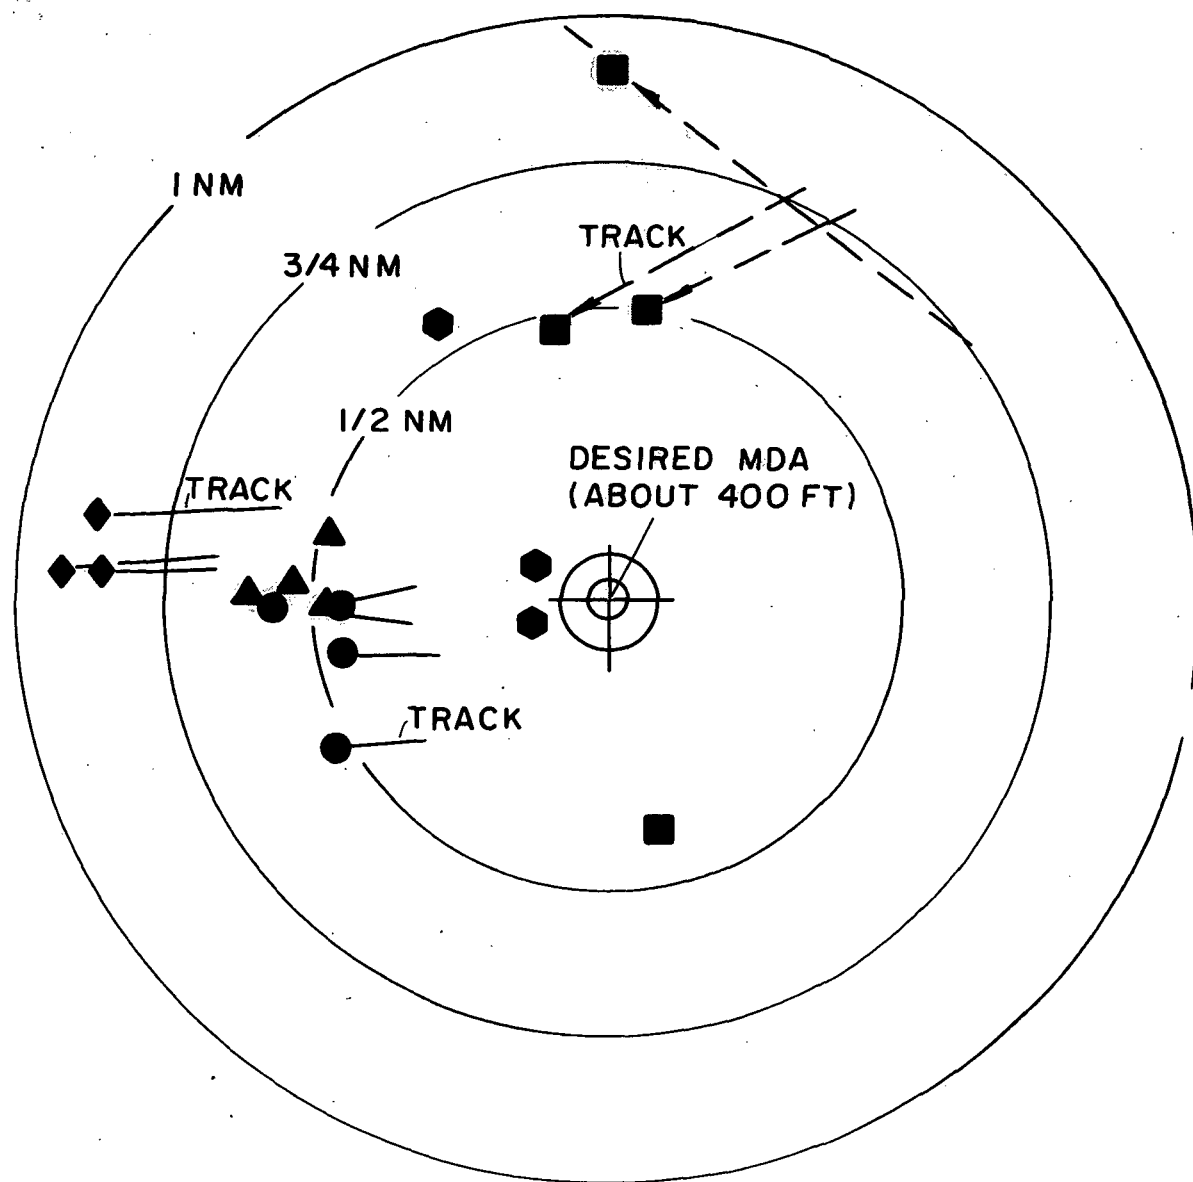 1 NM
TRACK
3/4 NM
1/2 NM
DESIRED MDA
(ABOUT 400 FT)
TRACK
TRACK